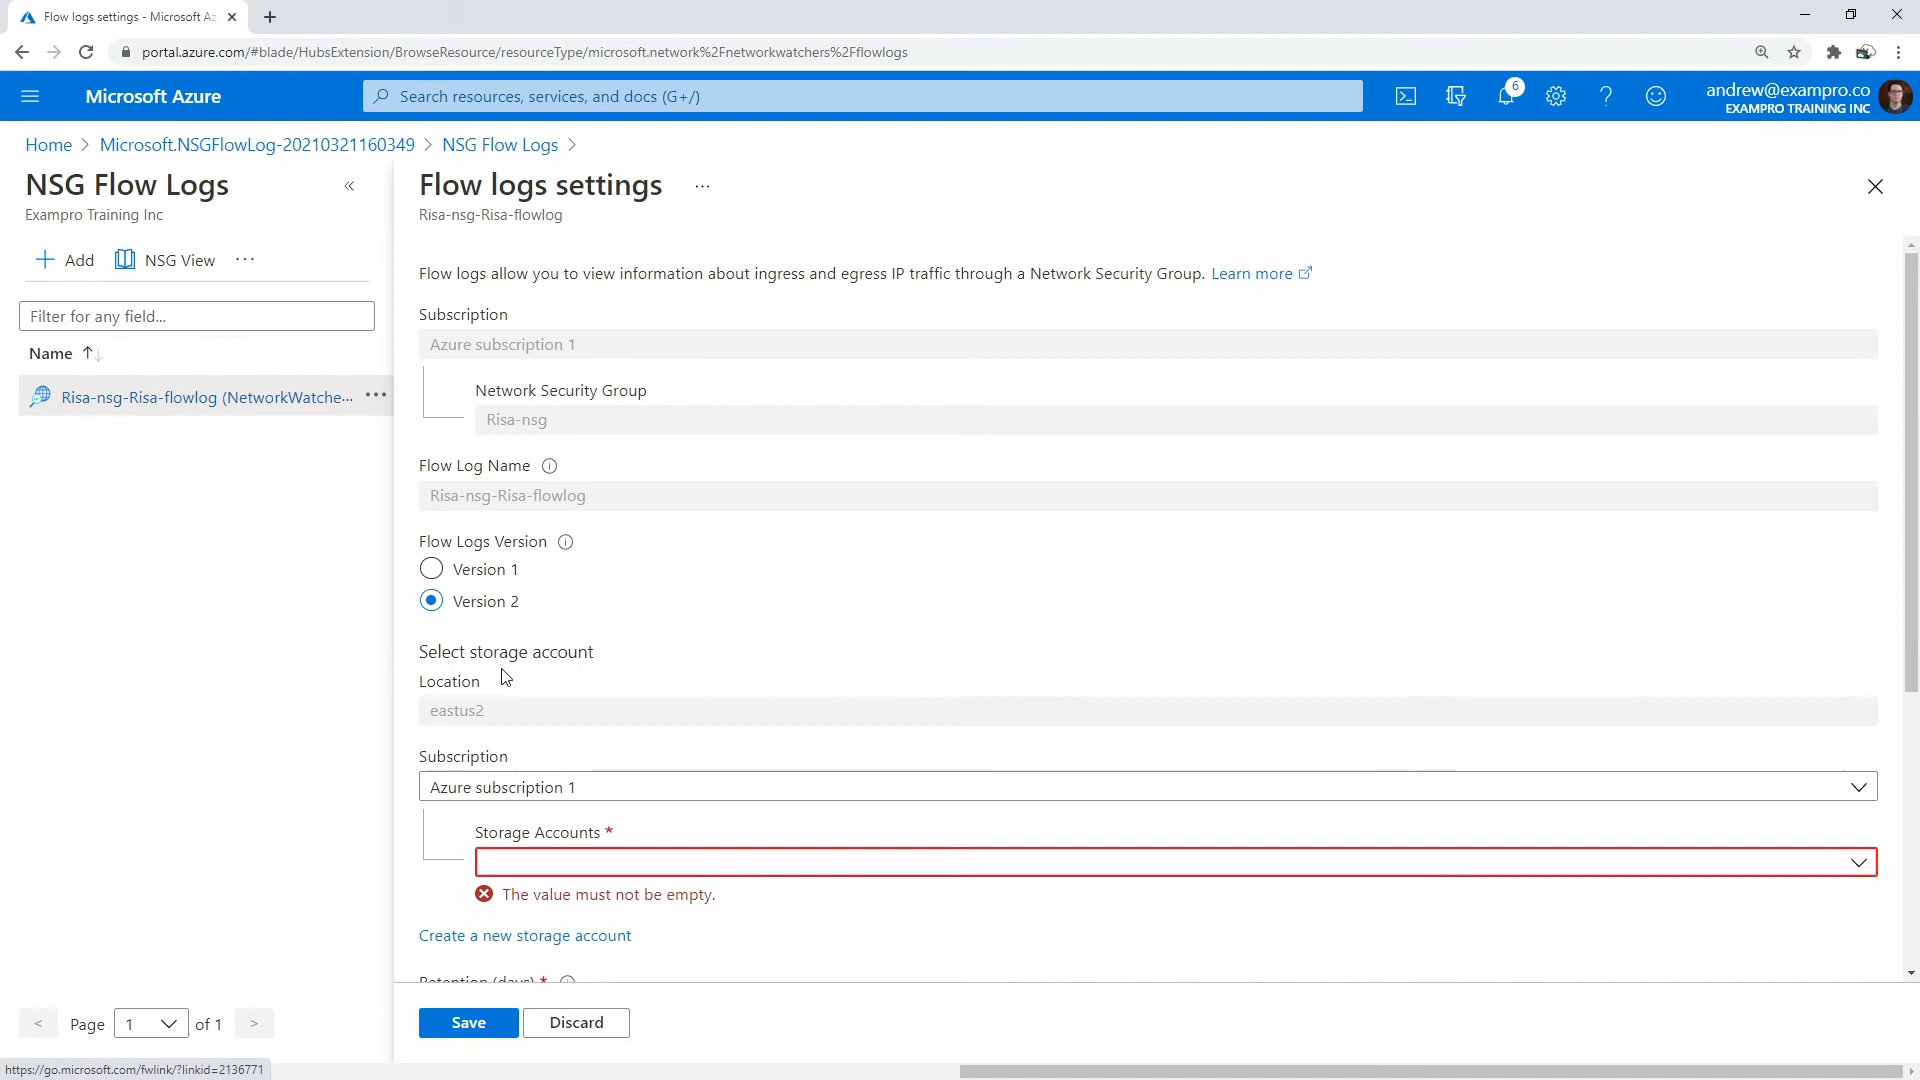 Flow logs settings - Microsoft Az
portal.azure.com/#blade/HubsExtension/BrowseResource/resourceType/microsoft.network%2Fnetworkwatchers%2Fflowlogs
Microsoft Azure
Search resources, services, and docs (G+/)
6
andrew@exampro.co
EXAMPRO TRAINING INC
Home > Microsoft.NSGFlowLog-20210321160349 > NSG Flow Logs >
NSG Flow Logs
Exampro Training Inc
Add
NSG View
Filter for any field...
Name
Risa-nsg-Risa-flowlog (NetworkWatche...
Page 1 of 1
Flow logs settings
Risa-nsg-Risa-flowlog
Flow logs allow you to view information about ingress and egress IP traffic through a Network Security Group. Learn more
Subscription
Azure subscription 1
Network Security Group
Risa-nsg
Flow Log Name
Risa-nsg-Risa-flowlog
Flow Logs Version
Version 1
Version 2
Select storage account
Location
eastus2
Subscription
Azure subscription 1
Storage Accounts *
The value must not be empty.
Create a new storage account
Retention (days) *
Save
Discard
https://go.microsoft.com/fwlink/?linkid=2136771